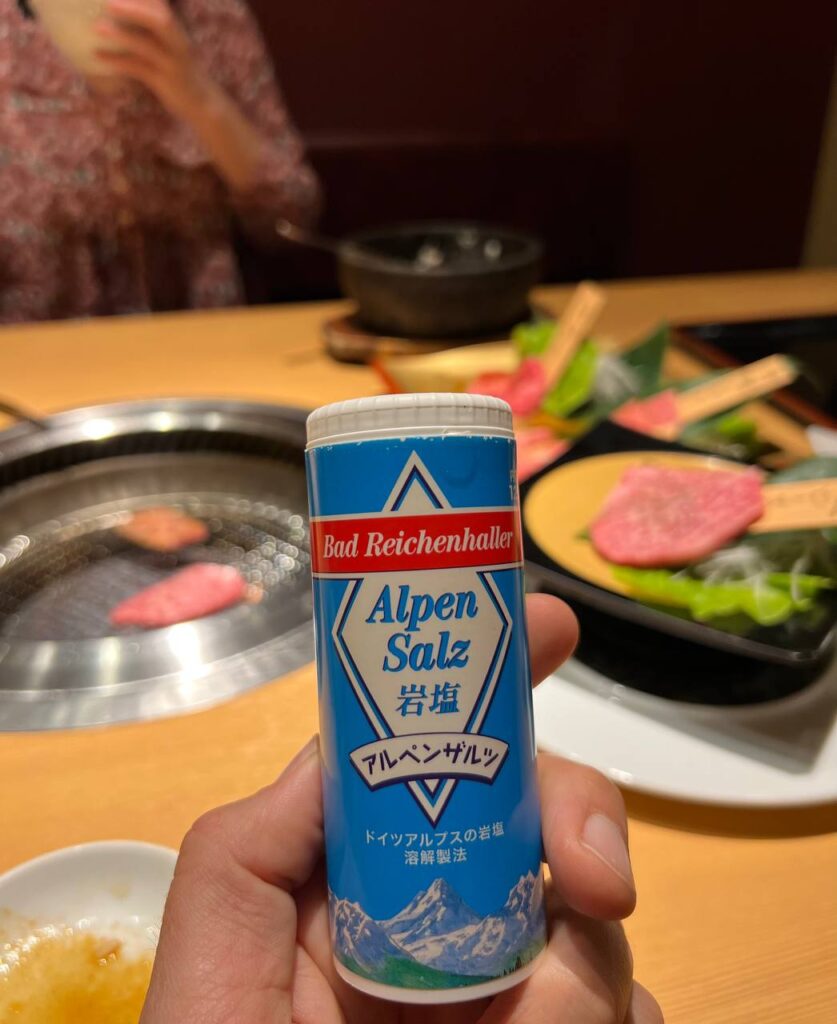 Bad Reichenhaller
Alpen
Salz
岩塩
アルペンザルツ
ドイツアルプスの岩塩
溶解製法